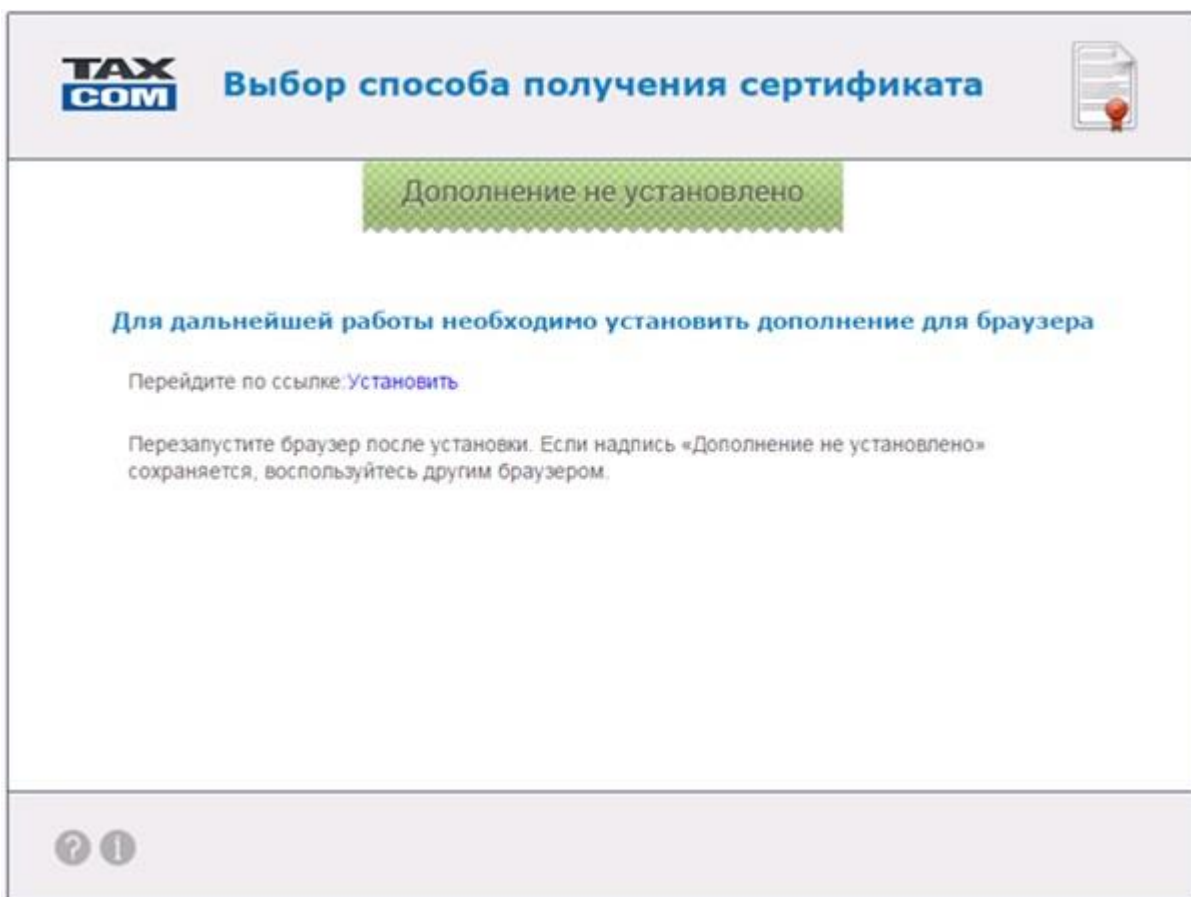 TAX
COM
Выбор способа получения сертификата
Дополнение не установлено
Для дальнейшей работы необходимо установить дополнение для браузера
Перейдите по ссылке:Установить
Перезапустите браузер после установки. Если надпись «Дополнение не установлено»
сохраняется, воспользуйтесь другим браузером.